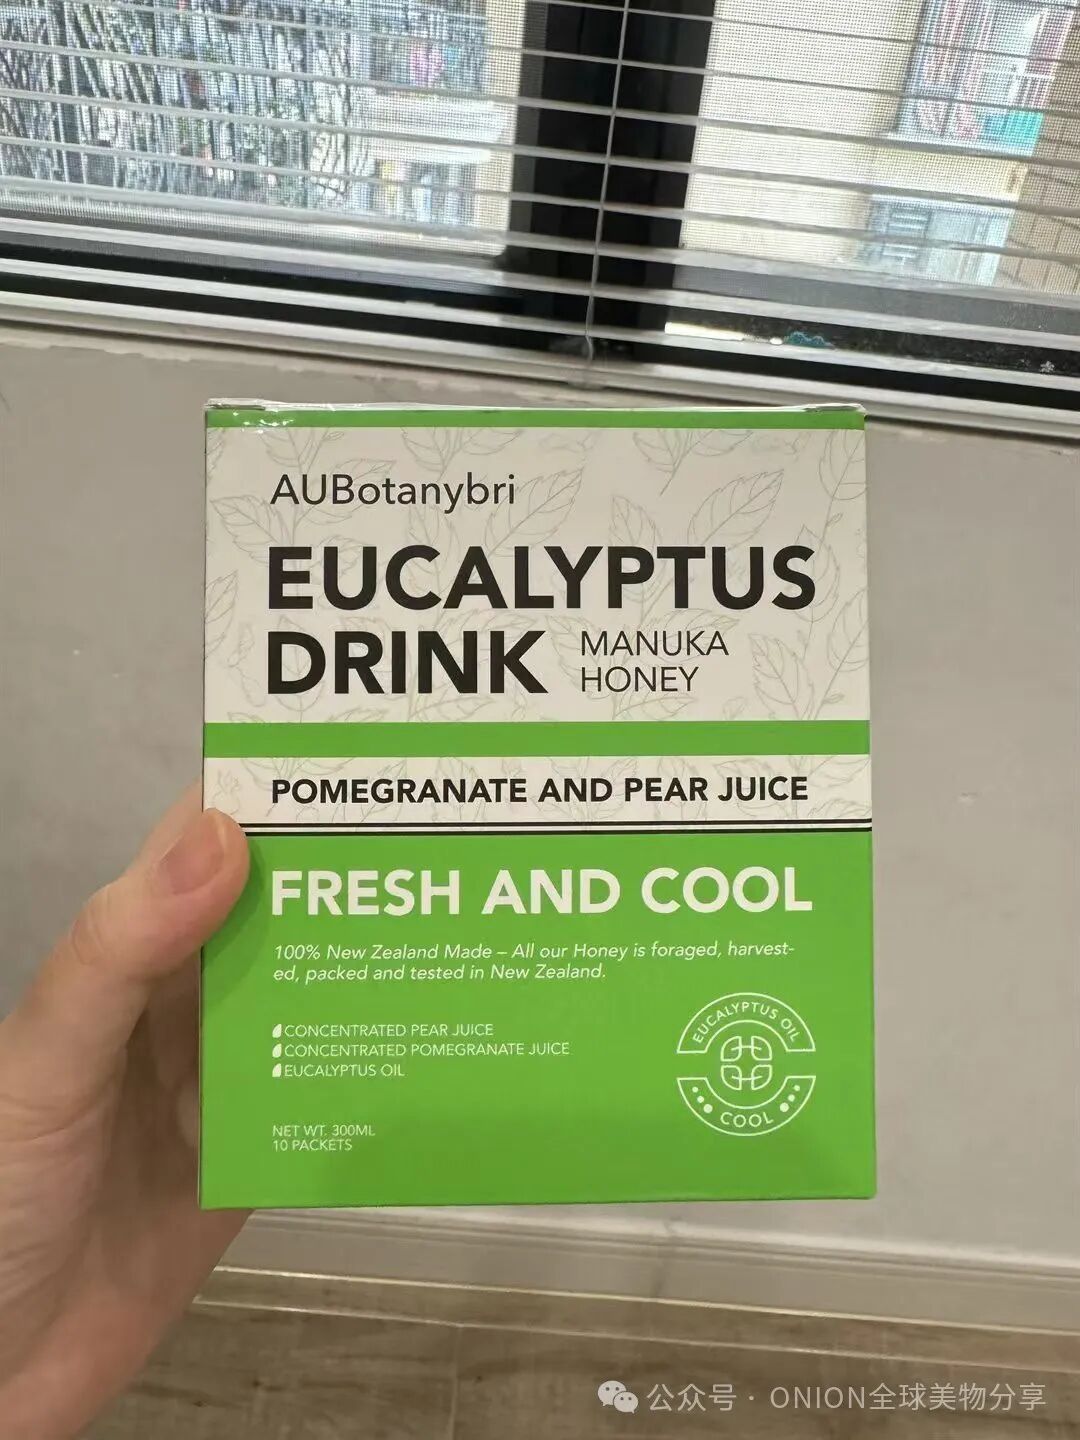 AUBotanybri
EUCALYPTUS
DRINK
MANUKA
HONEY
POMEGRANATE AND PEAR JUICE
FRESH AND COOL
100% New Zealand Made – All our Honey is foraged, harvest-
ed, packed and tested in New Zealand.
CONCENTRATED PEAR JUICE
CONCENTRATED POMEGRANATE JUICE
EUCALYPTUS OIL
EUCALYPTUS OIL
COOL
NET WT. 300ML
10 PACKETS
公众号 · ONION全球美物分享